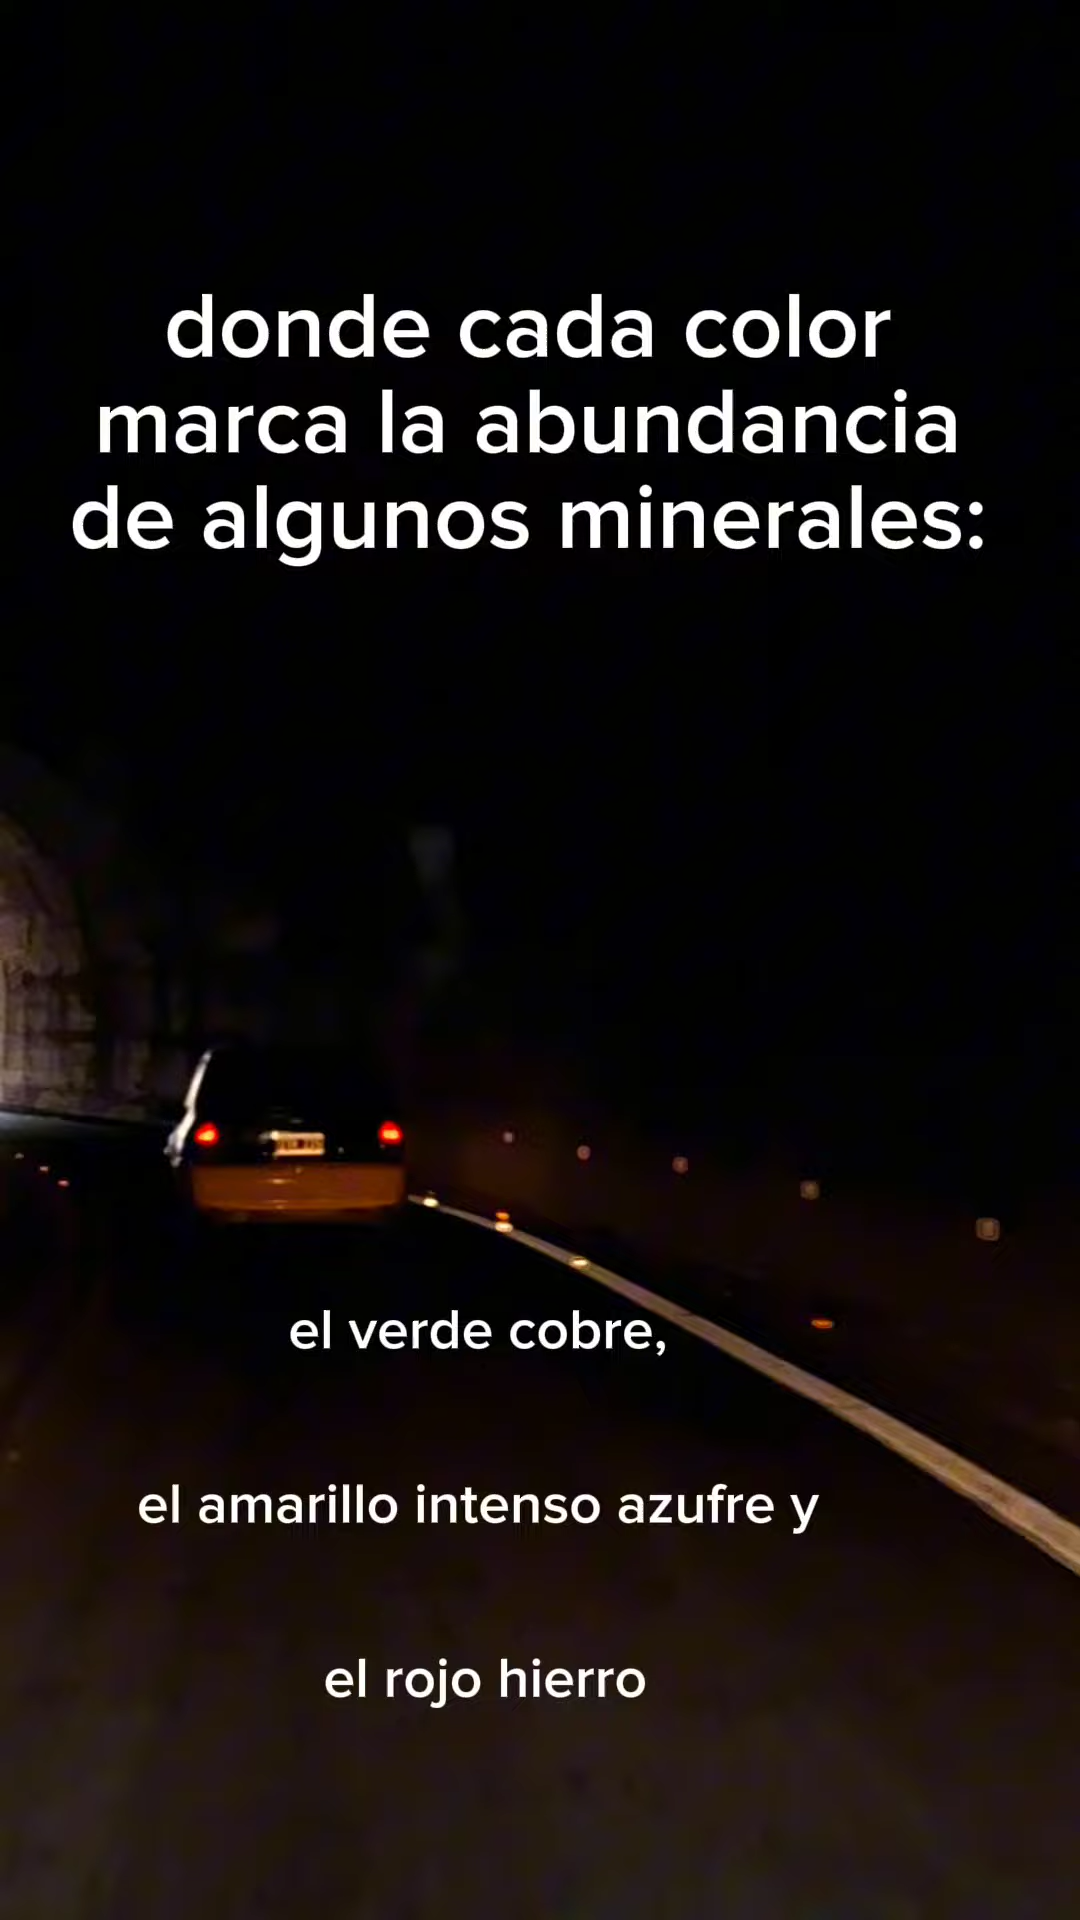 donde cada color
marca la abundancia
de algunos minerales:
el verde cobre,
el amarillo intenso azufre y
el rojo hierro